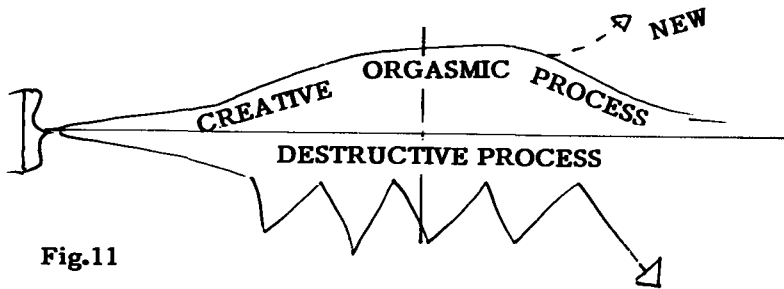 NEW
CREATIVE ORGASMIC PROCESS
DESTRUCTIVE PROCESS
Fig.11